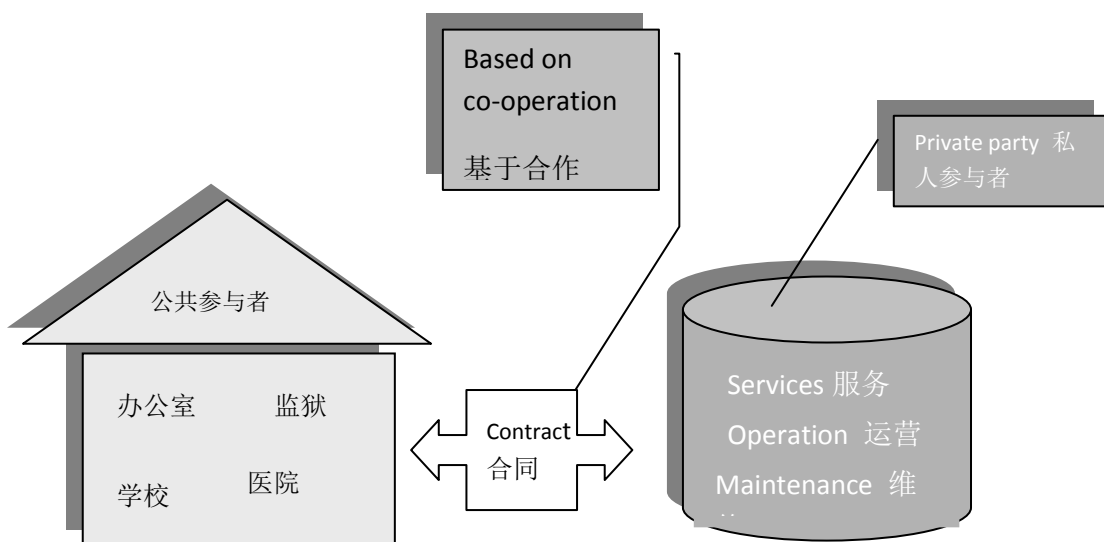 Based on
co-operation
基于合作
Private party 私
人参与者
公共参与者
办公室 监狱
学校 医院
Contract
合同
Services 服务
Operation 运营
Maintenance 维